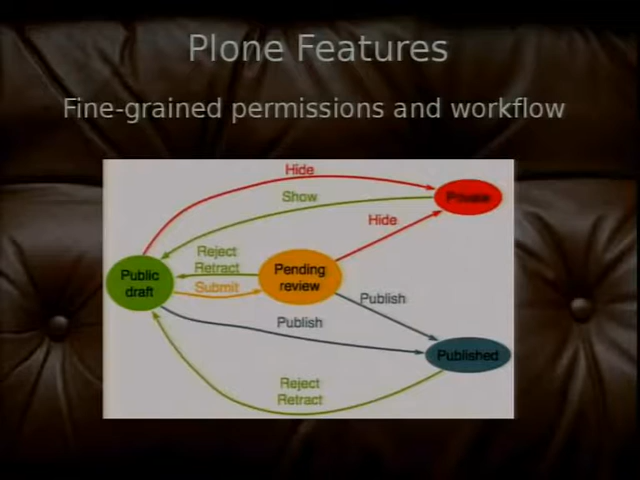 Plone Features
Fine-grained permissions and workflow
Hide
Show
Private
Hide
Reject
Retract
Submit
Public
draft
Pending
review
Publish
Publish
Published
Reject
Retract